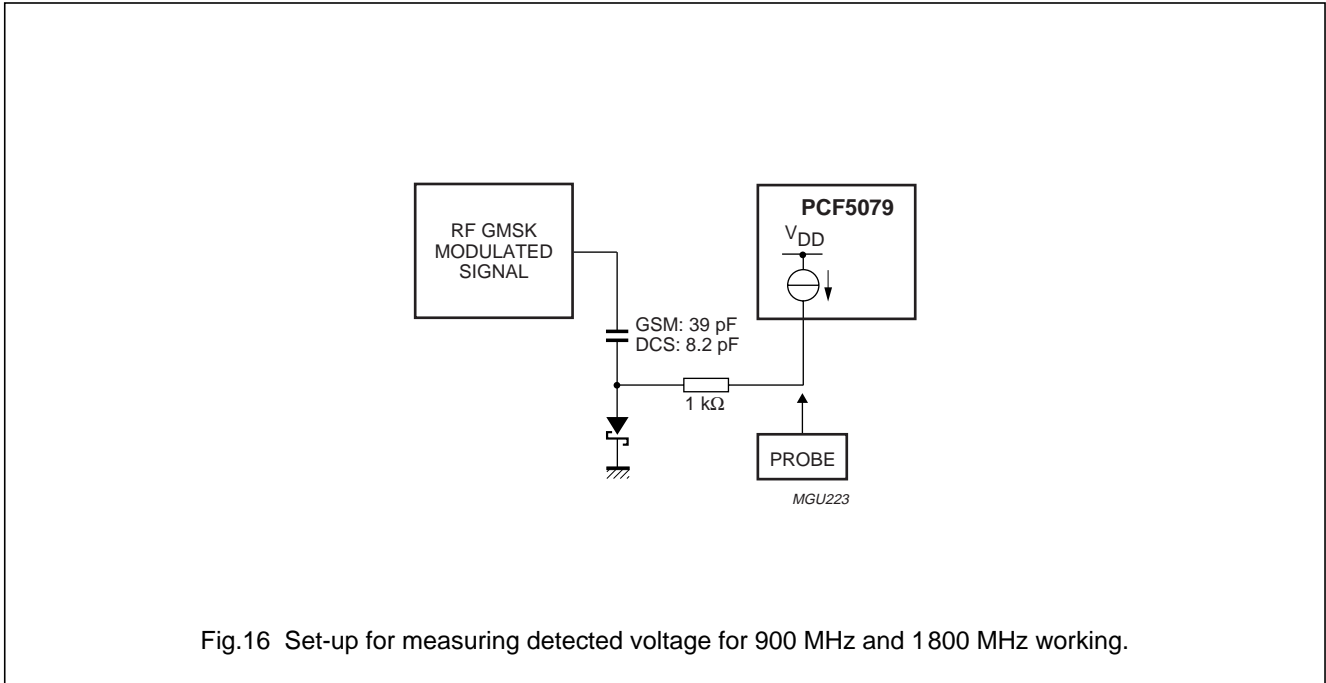 RF GMSK
MODULATED
SIGNAL
PCF5079
VDD
GSM: 39 pF
DCS: 8.2 pF
1 kΩ
PROBE
MGU223
Fig.16 Set-up for measuring detected voltage for 900 MHz and 1800 MHz working.